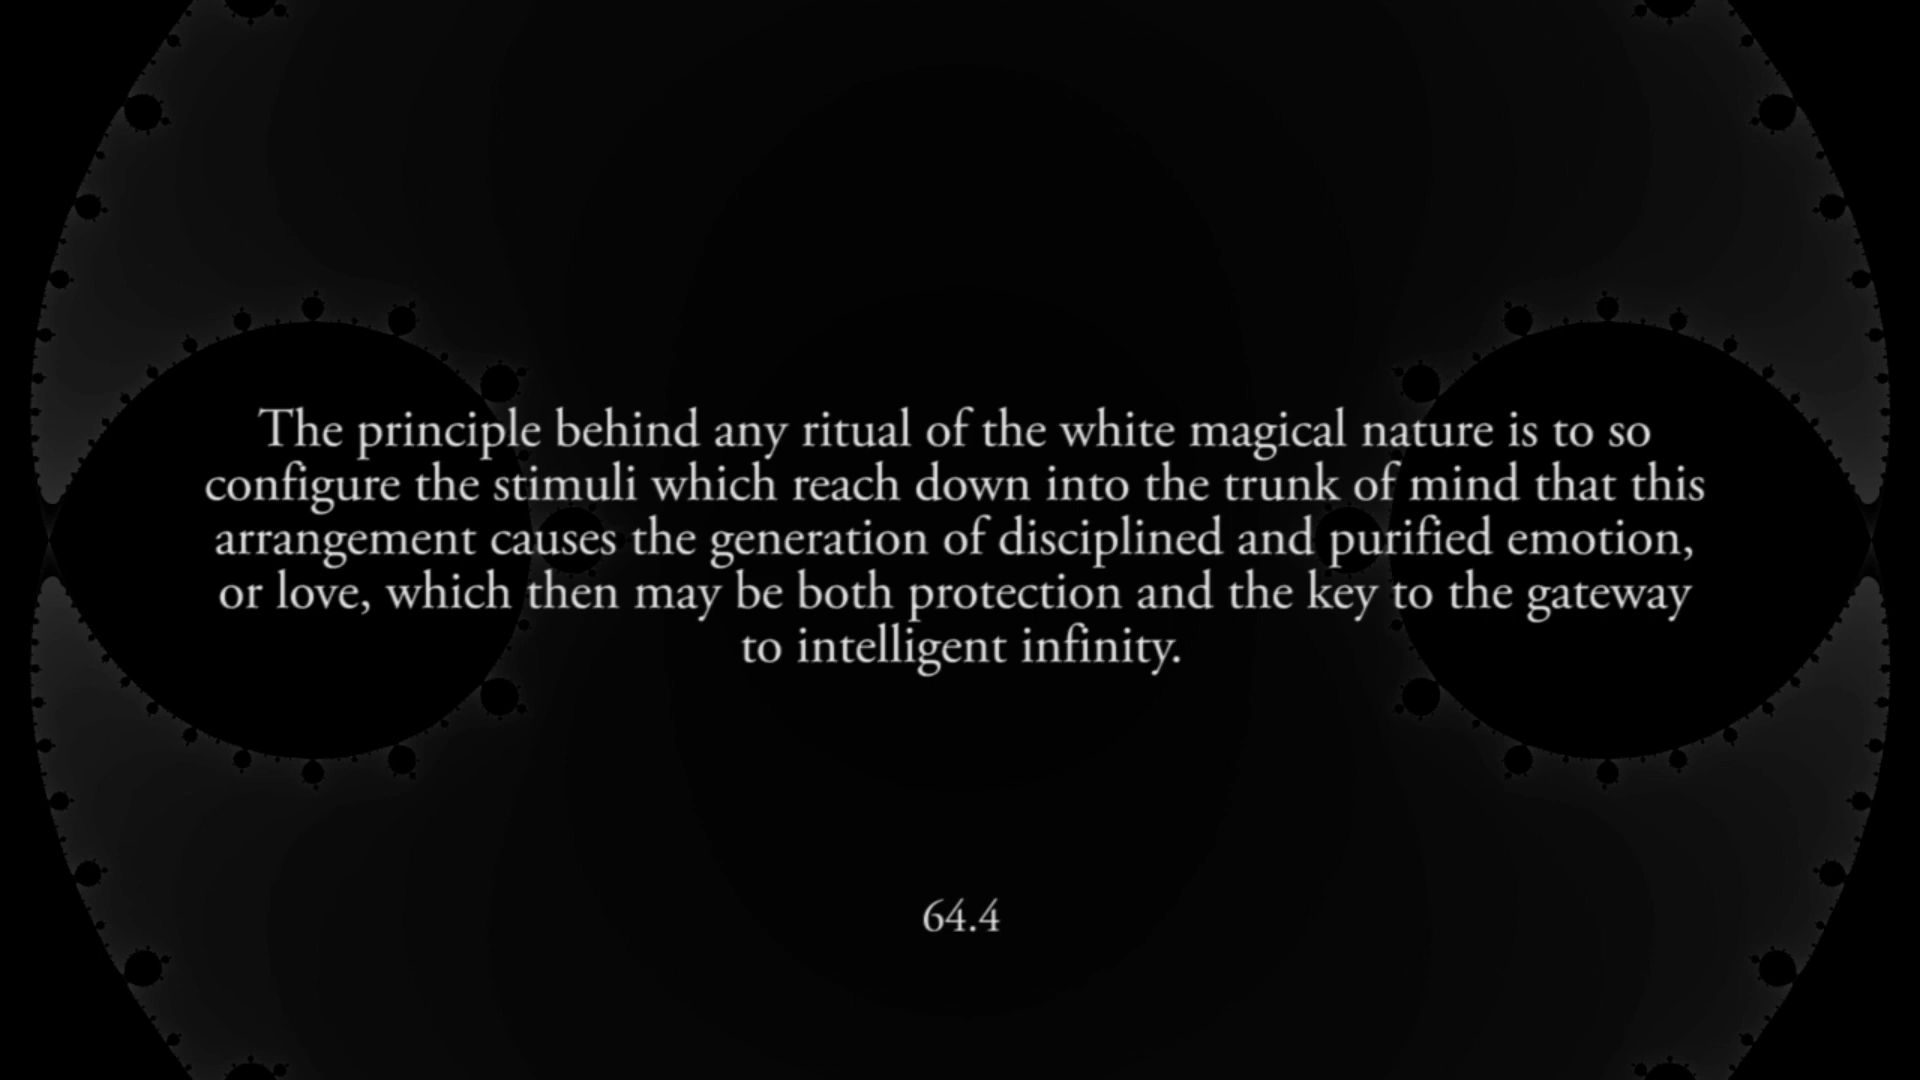 The principle behind any ritual of the white magical nature is to so
configure the stimuli which reach down into the trunk of mind that this
arrangement causes the generation of disciplined and purified emotion,
or love, which then may be both protection and the key to the gateway
to intelligent infinity.
64.4